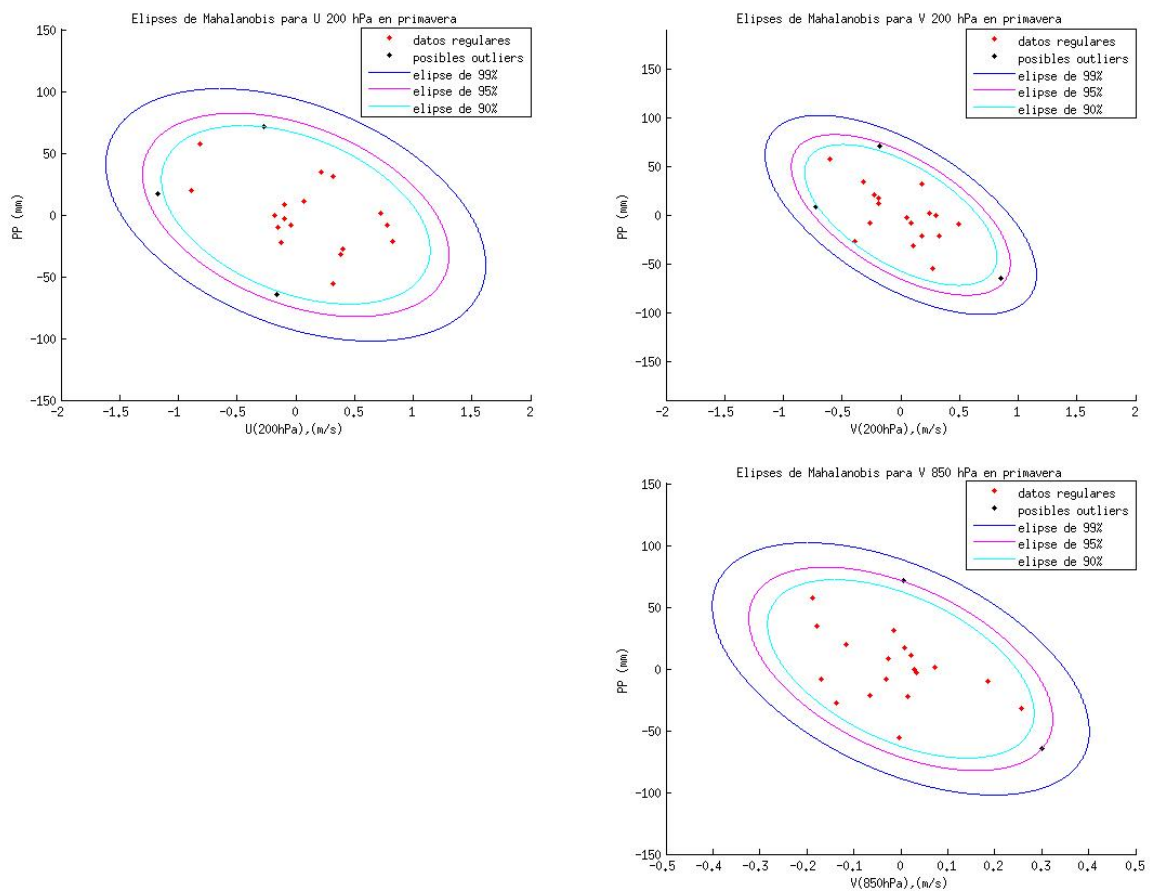 Elipses de Mahalanobis para U 200 hPa en primavera
150
100
50
0
-50
-100
-150
PP (mm)
-2
-1.5
-1
-0.5
0
0.5
1
1.5
2
U(200hPa),(m/s)
datos regulares
posibles outliers
elipse de 99%
elipse de 95%
elipse de 90%
Elipses de Mahalanobis para V 200 hPa en primavera
150
100
50
0
-50
-100
-150
PP (mm)
-2
-1.5
-1
-0.5
0
0.5
1
1.5
2
V(200hPa),(m/s)
datos regulares
posibles outliers
elipse de 99%
elipse de 95%
elipse de 90%
Elipses de Mahalanobis para V 850 hPa en primavera
150
100
50
0
-50
-100
-150
PP (mm)
-0.5
-0.4
-0.3
-0.2
-0.1
0
0.1
0.2
0.3
0.4
0.5
V(850hPa),(m/s)
datos regulares
posibles outliers
elipse de 99%
elipse de 95%
elipse de 90%